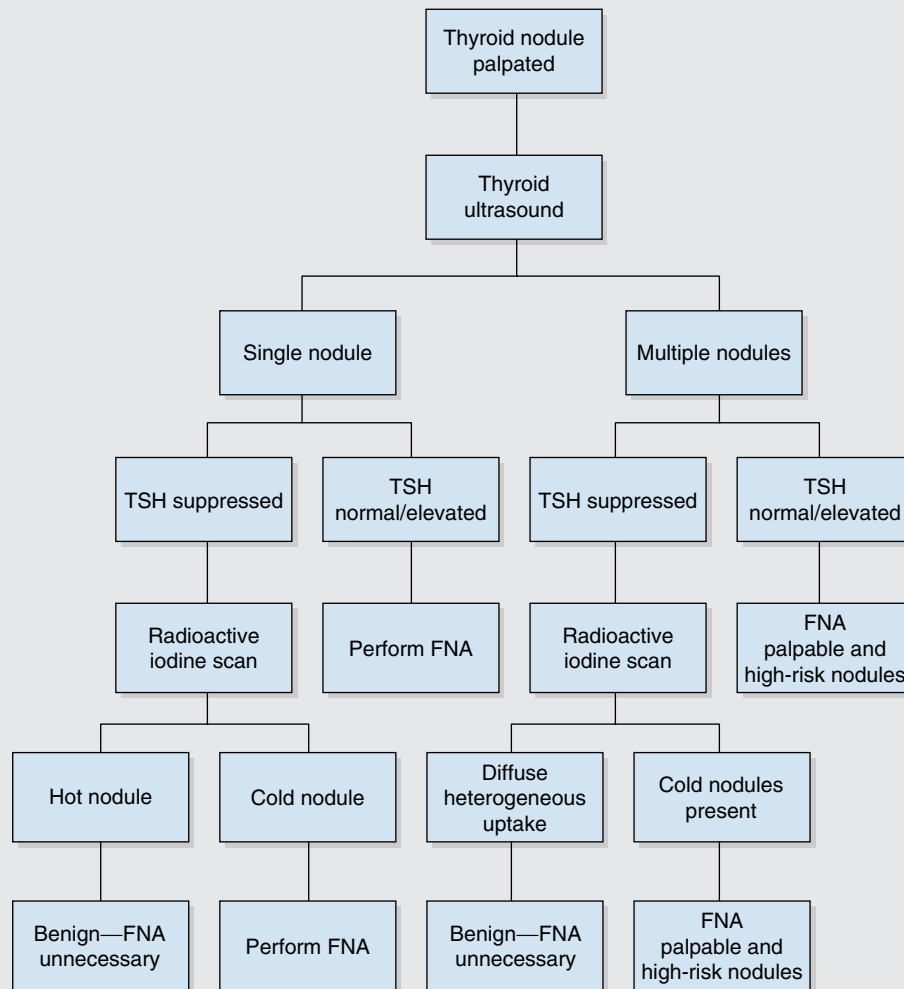 Thyroid nodule
palpated
Thyroid
ultrasound
Single nodule
Multiple nodules
TSH suppressed
TSH
normal/elevated
TSH suppressed
TSH
normal/elevated
Radioactive
iodine scan
Perform FNA
Radioactive
iodine scan
FNA
palpable and
high-risk nodules
Hot nodule
Cold nodule
Diffuse
heterogeneous
uptake
Cold nodules
present
Benign—FNA
unnecessary
Perform FNA
Benign—FNA
unnecessary
FNA
palpable and
high-risk nodules